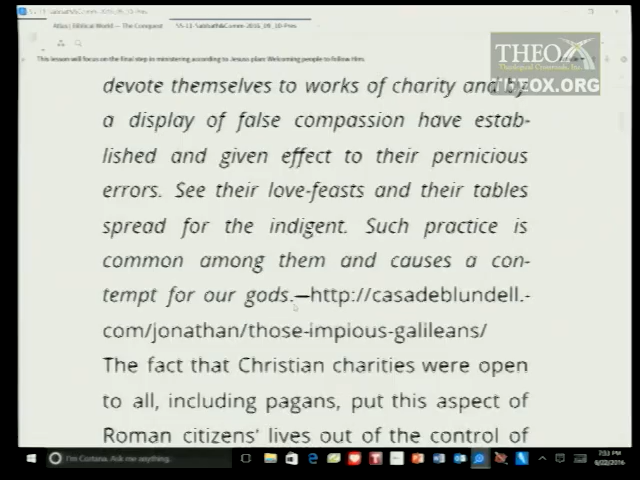 Atlas | Biblical World — The Conquest
This lesson will focus on the final step in ministering according to Jesus's plan: Welcoming people to follow Him.
THEOX
THEOX.ORG
devote themselves to works of charity and by
a display of false compassion have estab-
lished and given effect to their pernicious
errors. See their love-feasts and their tables
spread for the indigent. Such practice is
common among them and causes a con-
tempt for our gods.—http://casadeblundell.-
com/jonathan/those-impious-galileans/
The fact that Christian charities were open
to all, including pagans, put this aspect of
Roman citizens' lives out of the control of
I'm Cortana. Ask me anything.
7:53 PM